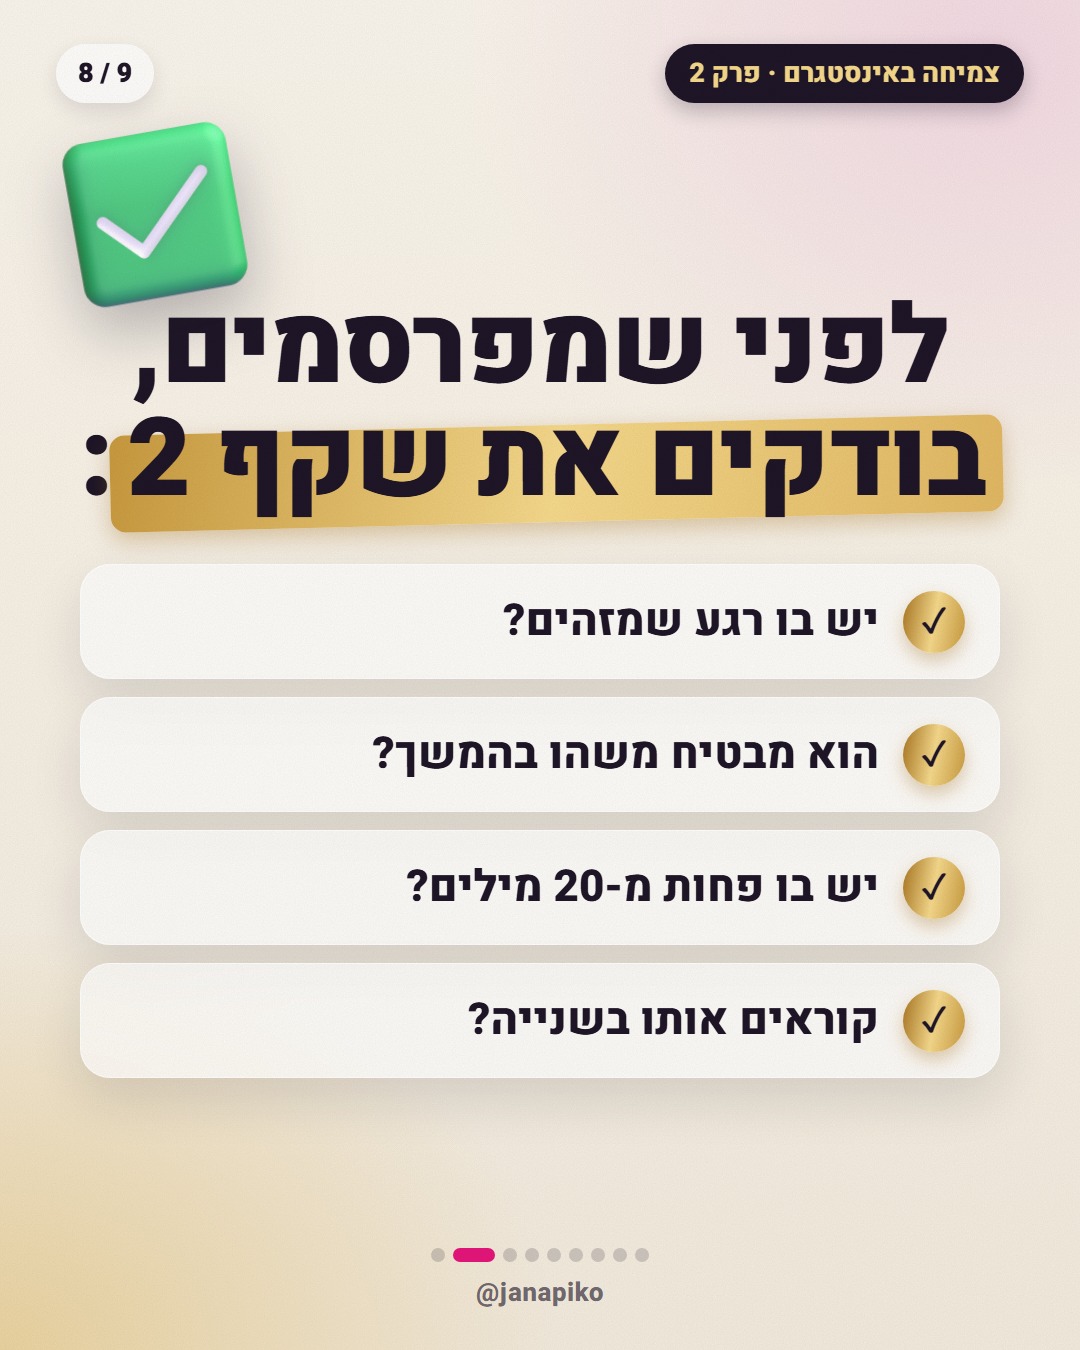 צמיחה באינסטגרם · פרק 2
8 / 9
לפני שמפרסמים,
בודקים את שקף 2:
יש בו רגע שמזהים?
הוא מבטיח משהו בהמשך?
יש בו פחות מ-20 מילים?
קוראים אותו בשנייה?
@janapiko